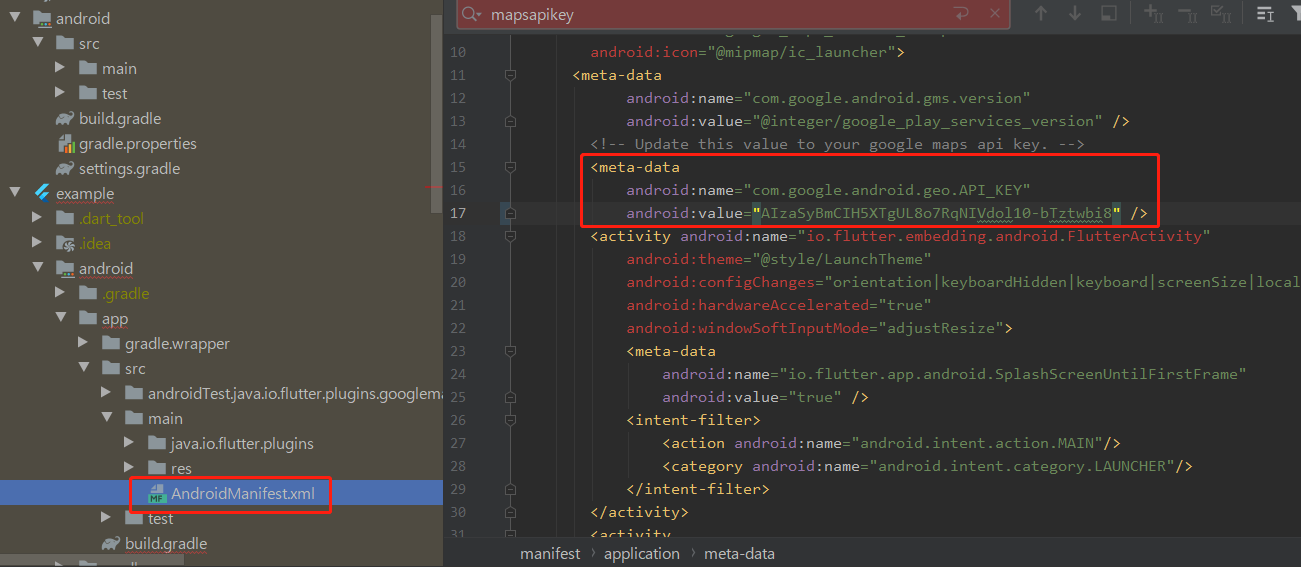 android
src
main
test
build.gradle
gradle.properties
settings.gradle
example
.dart_tool
.idea
android
.gradle
app
gradle.wrapper
src
androidTest.java.io.flutter.plugins.googlema
main
java.io.flutter.plugins
res
AndroidManifest.xml
test
build.gradle
mapsapikey
10 android:icon="@mipmap/ic_launcher">
11 <meta-data
12 android:name="com.google.android.gms.version"
13 android:value="@integer/google_play_services_version" />
14 <!-- Update this value to your google maps api key. -->
15 <meta-data
16 android:name="com.google.android.geo.API_KEY"
17 android:value="AIzaSyBmCIH5XTgUL8o7RqNIVdol10-bTztwbi8" />
18 <activity android:name="io.flutter.embedding.android.FlutterActivity"
19 android:theme="@style/LaunchTheme"
20 android:configChanges="orientation|keyboardHidden|keyboard|screenSize|local
21 android:hardwareAccelerated="true"
22 android:windowSoftInputMode="adjustResize">
23 <meta-data
24 android:name="io.flutter.app.android.SplashScreenUntilFirstFrame"
25 android:value="true" />
26 <intent-filter>
27 <action android:name="android.intent.action.MAIN"/>
28 <category android:name="android.intent.category.LAUNCHER"/>
29 </intent-filter>
30 </activity>
31 <activity
manifest › application › meta-data